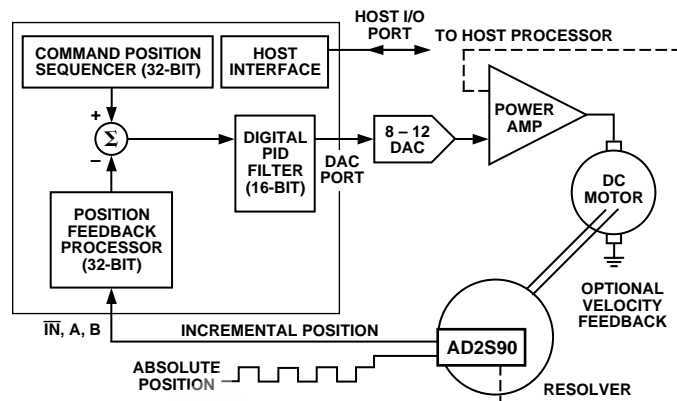 COMMAND POSITION
SEQUENCER (32-BIT)
HOST
INTERFACE
HOST I/O
PORT
TO HOST PROCESSOR
+
Σ
–
DIGITAL
PID
FILTER
(16-BIT)
DAC
PORT
8 – 12
DAC
POWER
AMP
DC
MOTOR
POSITION
FEEDBACK
PROCESSOR
(32-BIT)
OPTIONAL
VELOCITY
FEEDBACK
I̅N̅, A, B
INCREMENTAL POSITION
AD2S90
ABSOLUTE
POSITION
RESOLVER